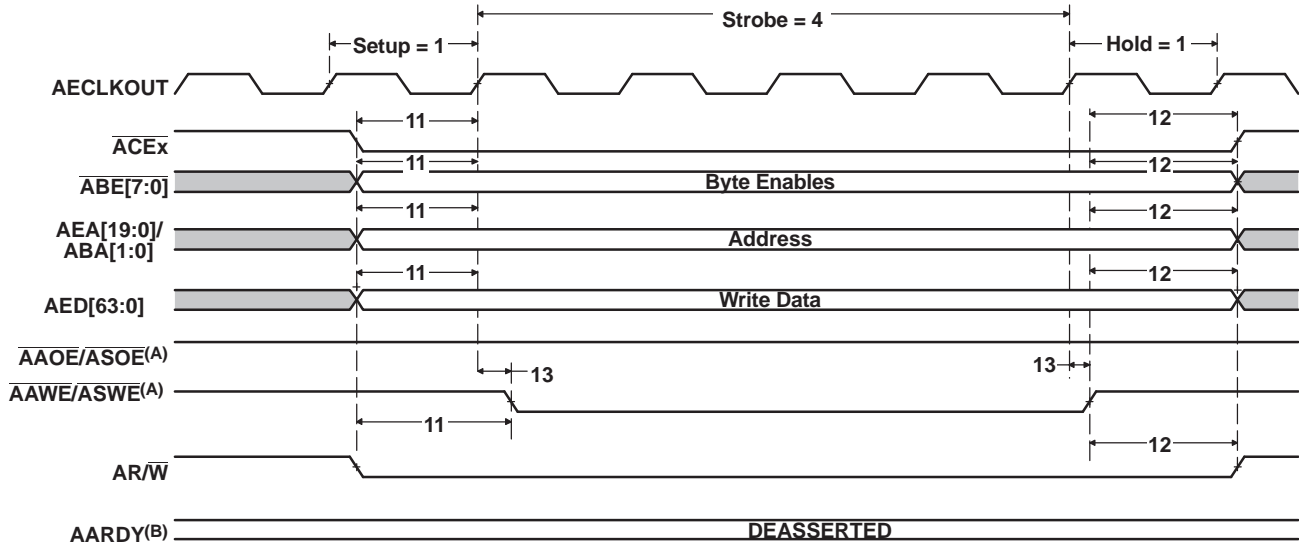 Strobe = 4
Setup = 1
Hold = 1
AECLKOUT
11
12
ACEx
11
12
ABE[7:0]
Byte Enables
11
12
AEA[19:0]/
ABA[1:0]
Address
11
12
AED[63:0]
Write Data
AAOE/ASOE(A)
13
13
AAWE/ASWE(A)
11
12
AR/W
AARDY(B)
DEASSERTED